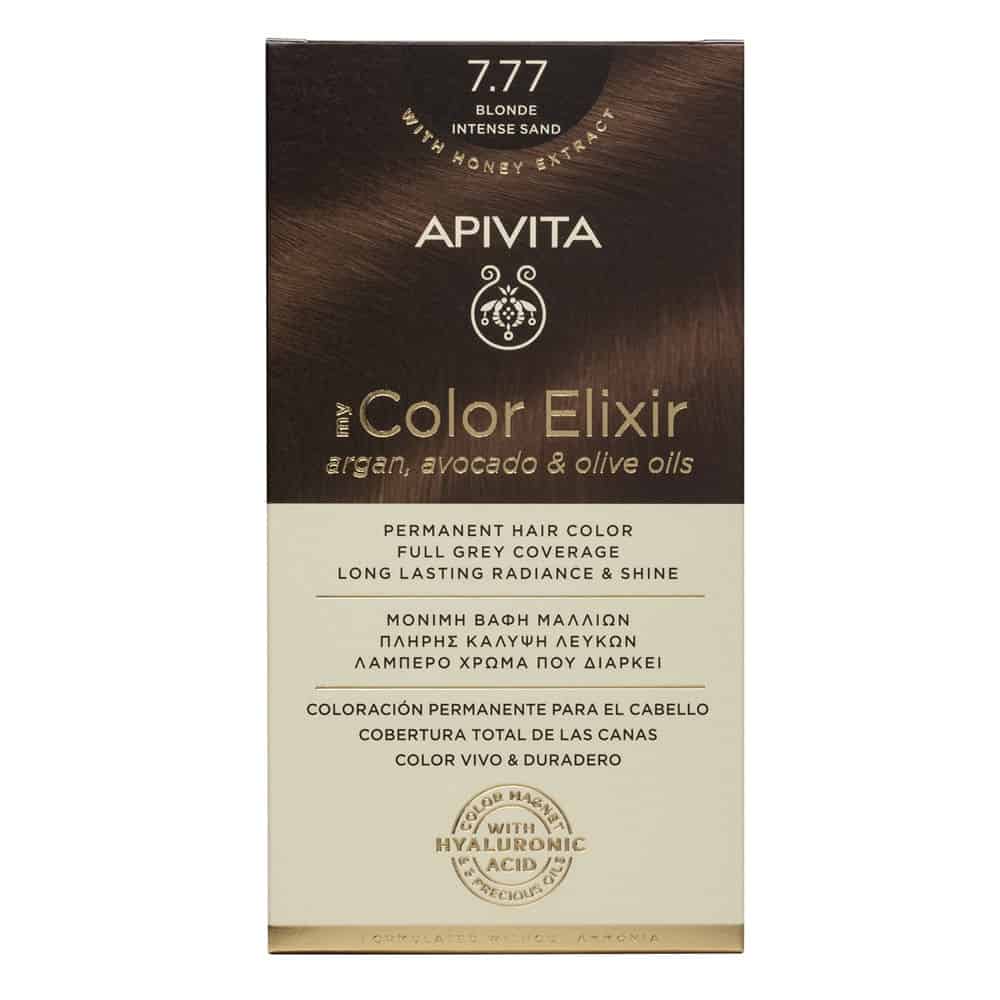 7.77
BLONDE
INTENSE SAND
WITH HONEY EXTRACT
APIVITA
my Color Elixir
argan, avocado & olive oils
PERMANENT HAIR COLOR
FULL GREY COVERAGE
LONG LASTING RADIANCE & SHINE
ΜΟΝΙΜΗ ΒΑΦΗ ΜΑΛΛΙΩΝ
ΠΛΗΡΗΣ ΚΑΛΥΨΗ ΛΕΥΚΩΝ
ΛΑΜΠΕΡΟ ΧΡΩΜΑ ΠΟΥ ΔΙΑΡΚΕΙ
COLORACIÓN PERMANENTE PARA EL CABELLO
COBERTURA TOTAL DE LAS CANAS
COLOR VIVO & DURADERO
COLOR MAGNET
WITH
HYALURONIC
ACID
& 3 PRECIOUS OILS
FORMULATED WITHOUT AMMONIA